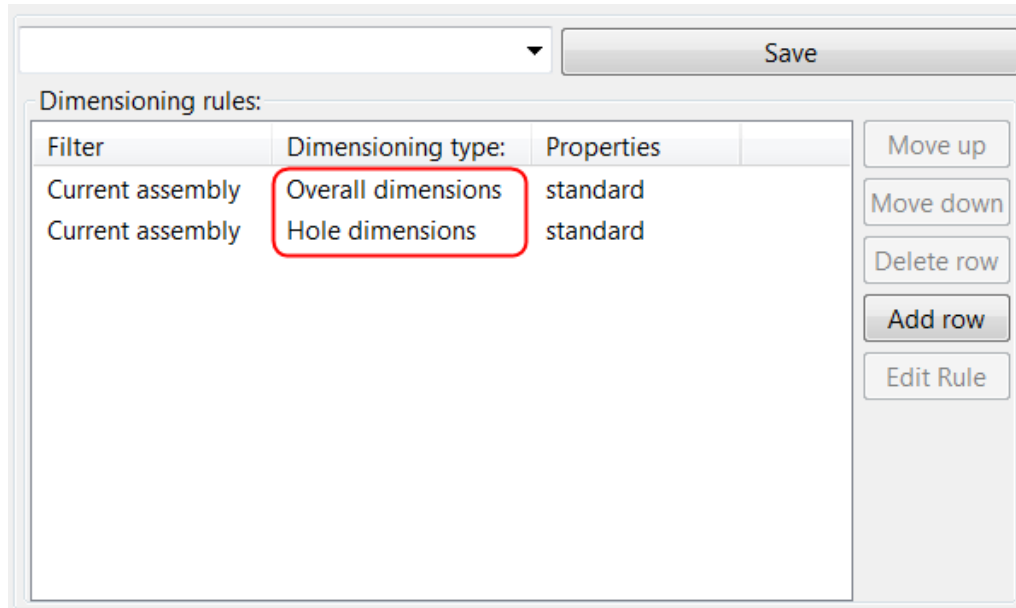 Save
Dimensioning rules:
Filter Dimensioning type: Properties
Current assembly Overall dimensions standard
Current assembly Hole dimensions standard
Move up
Move down
Delete row
Add row
Edit Rule